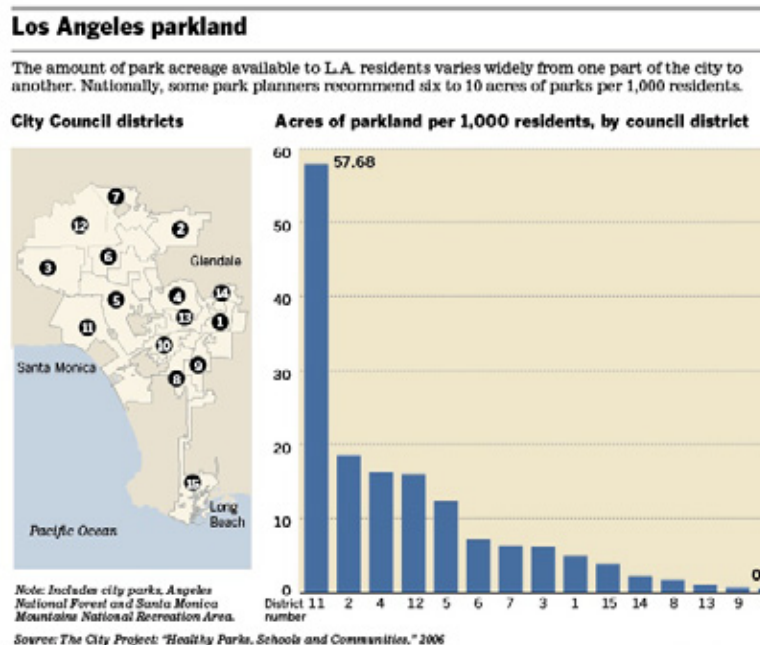 Los Angeles parkland
The amount of park acreage available to L.A. residents varies widely from one part of the city to
another. Nationally, some park planners recommend six to 10 acres of parks per 1,000 residents.
City Council districts
7
12
2
6
3
Glendale
5
4
14
13
1
11
10
Santa Monica
9
8
15
Long
Beach
Pacific Ocean
Note: Includes city parks, Angeles
National Forest and Santa Monica
Mountains National Recreation Area.
Acres of parkland per 1,000 residents, by council district
60
57.68
50
40
30
20
10
0
0
District 11 2 4 12 5 6 7 3 1 15 14 8 13 9
number
Source: The City Project: "Healthy Parks, Schools and Communities," 2006